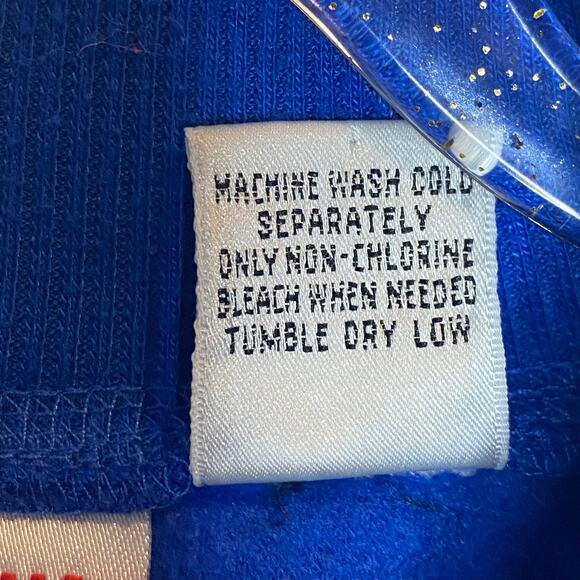 MACHINE WASH COLD
SEPARATELY
ONLY NON-CHLORINE
BLEACH WHEN NEEDED
TUMBLE DRY LOW